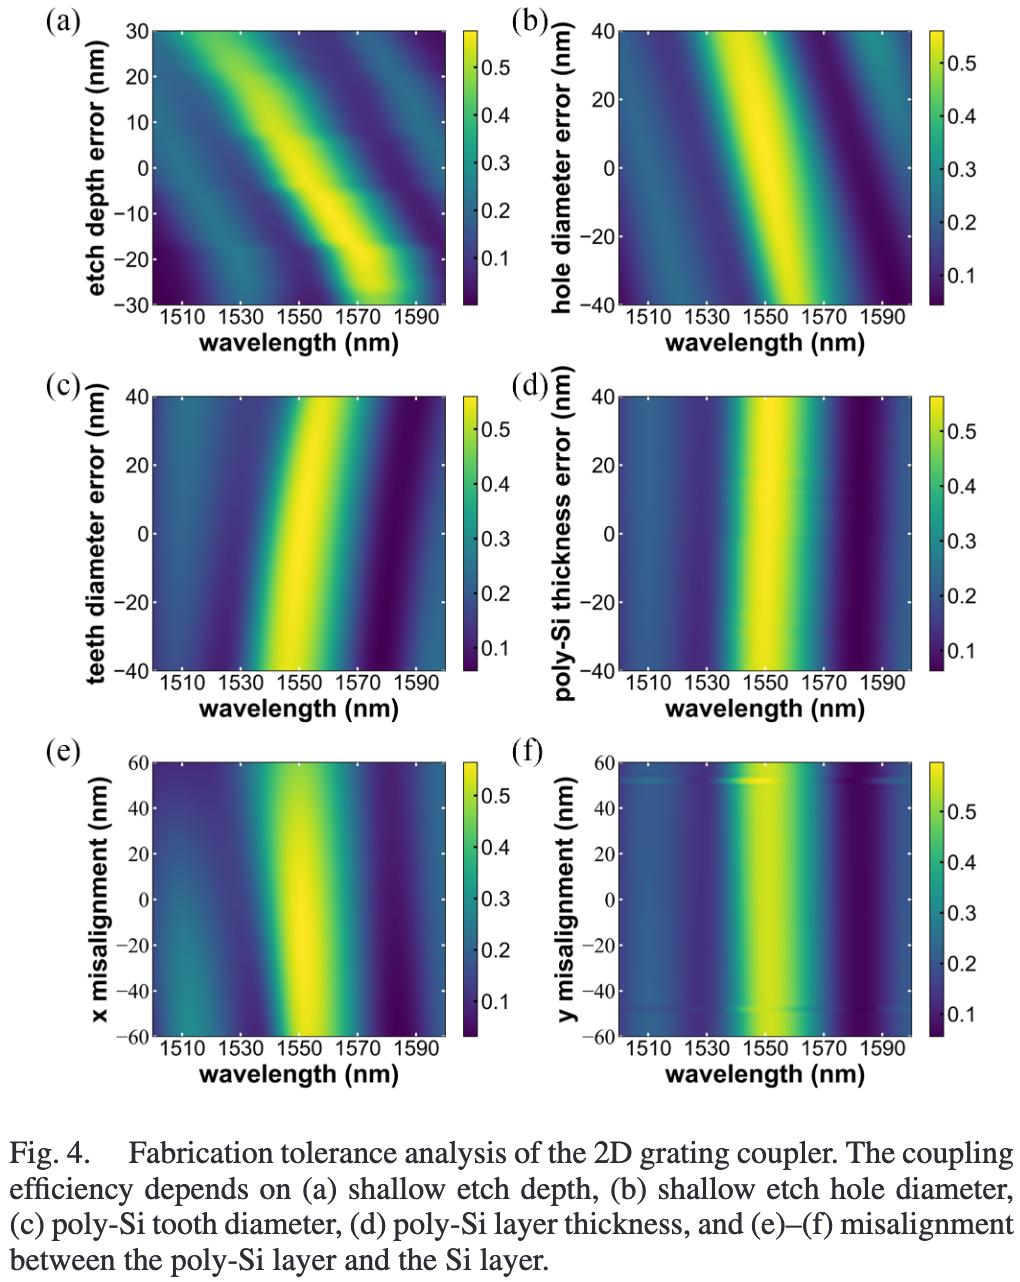 (a)
etch depth error (nm)
30
20
10
0
−10
−20
−30
1510 1530 1550 1570 1590
wavelength (nm)
0.5
0.4
0.3
0.2
0.1
(b)
hole diameter error (nm)
40
20
0
−20
−40
1510 1530 1550 1570 1590
wavelength (nm)
0.5
0.4
0.3
0.2
0.1
(c)
teeth diameter error (nm)
40
20
0
−20
−40
1510 1530 1550 1570 1590
wavelength (nm)
0.5
0.4
0.3
0.2
0.1
(d)
poly-Si thickness error (nm)
40
20
0
−20
−40
1510 1530 1550 1570 1590
wavelength (nm)
0.5
0.4
0.3
0.2
0.1
(e)
x misalignment (nm)
60
40
20
0
−20
−40
−60
1510 1530 1550 1570 1590
wavelength (nm)
0.5
0.4
0.3
0.2
0.1
(f)
y misalignment (nm)
60
40
20
0
−20
−40
−60
1510 1530 1550 1570 1590
wavelength (nm)
0.5
0.4
0.3
0.2
0.1
Fig. 4. Fabrication tolerance analysis of the 2D grating coupler. The coupling
efficiency depends on (a) shallow etch depth, (b) shallow etch hole diameter,
(c) poly-Si tooth diameter, (d) poly-Si layer thickness, and (e)–(f) misalignment
between the poly-Si layer and the Si layer.